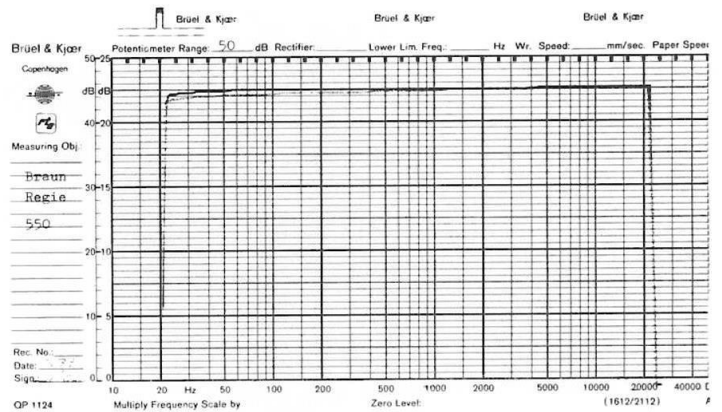 Brüel & Kjær Brüel & Kjær Brüel & Kjær
Brüel & Kjær Potentiometer Range: 50 dB Rectifier: Lower Lim. Freq.: Hz Wr. Speed: mm/sec. Paper Speed
Copenhagen
50 25
dB dB
40 20
Measuring Obj.
Braun
30 15
Regie
550
20 10
10 5
Rec. No.:
Date:
Sign.:
0 0
10 20 Hz 50 100 200 500 1000 2000 5000 10000 20000 40000
QP 1124 Multiply Frequency Scale by Zero Level: (1612/2112)